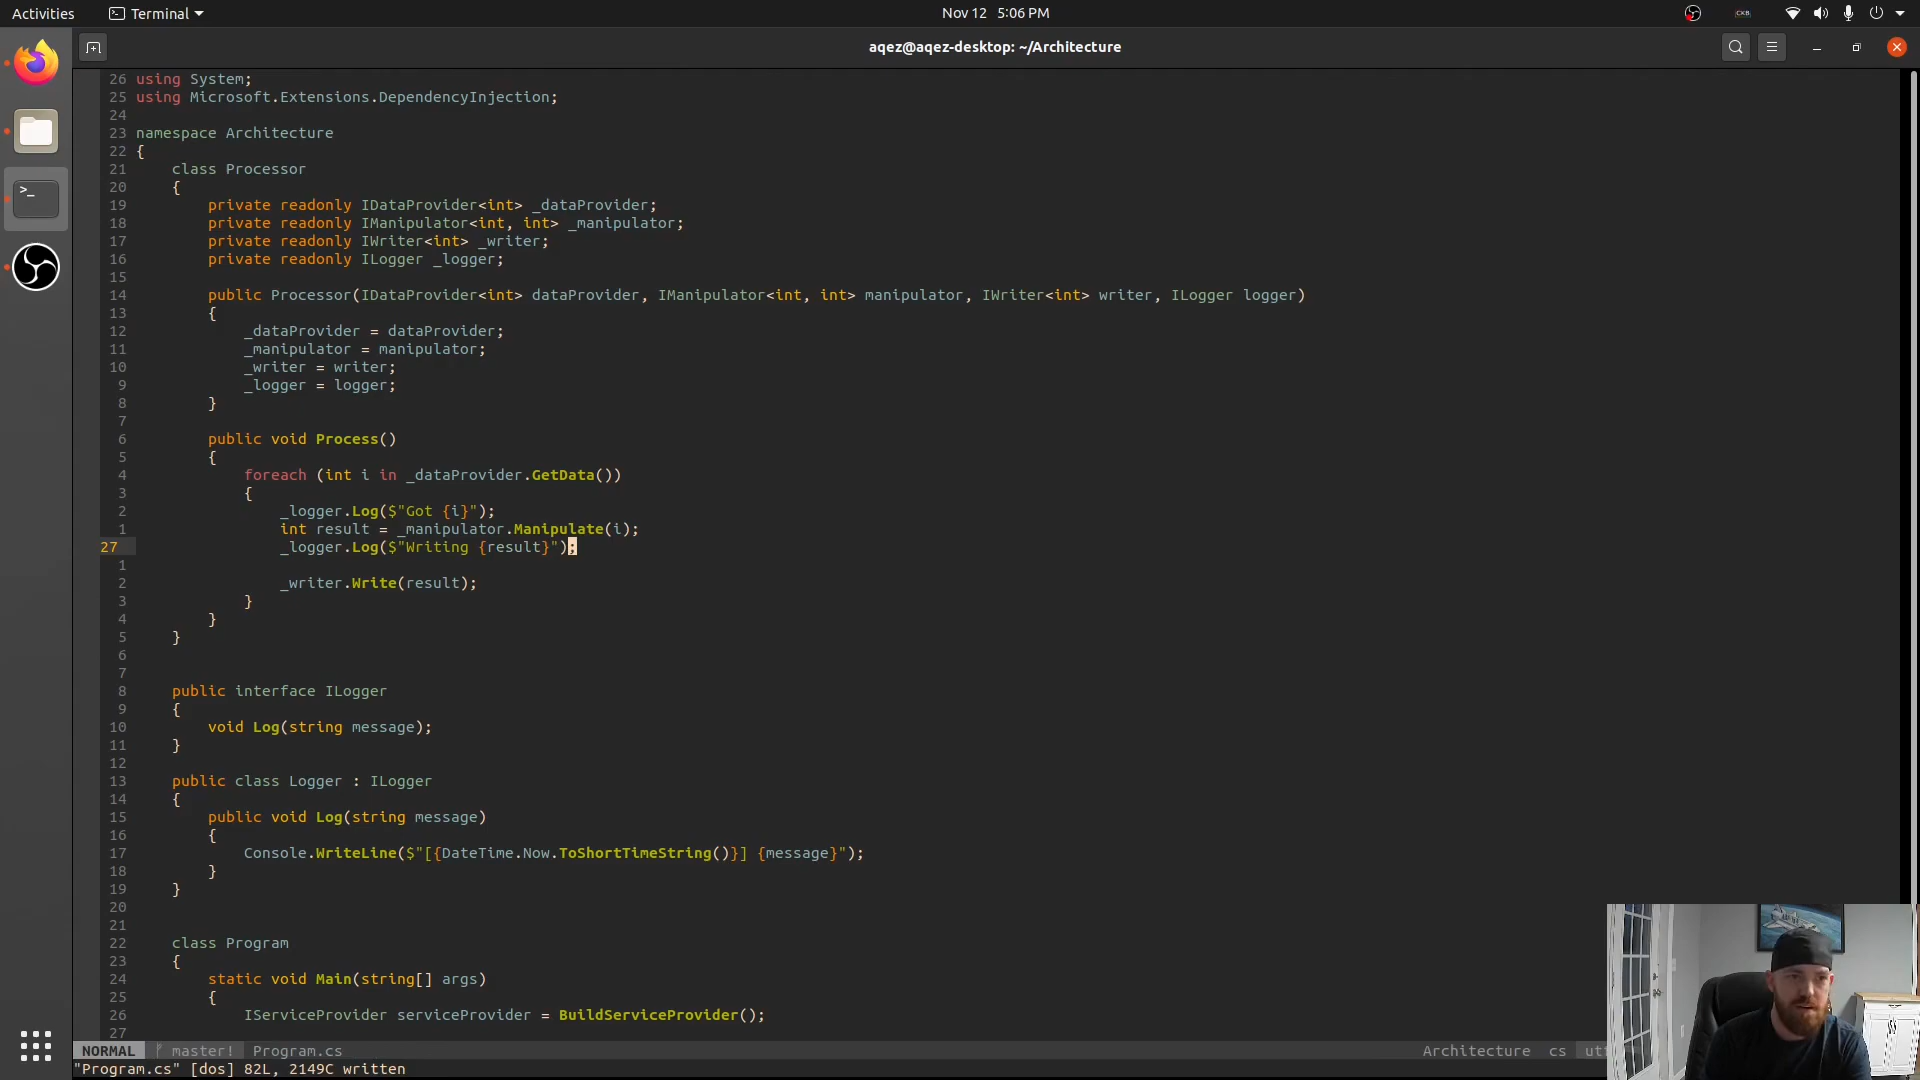 Activities
Terminal
Nov 12 5:06 PM
CKB
aqez@aqez-desktop: ~/Architecture
26 using System;
25 using Microsoft.Extensions.DependencyInjection;
24
23 namespace Architecture
22 {
21 class Processor
20 {
19 private readonly IDataProvider<int> _dataProvider;
18 private readonly IManipulator<int, int> _manipulator;
17 private readonly IWriter<int> _writer;
16 private readonly ILogger _logger;
15
14 public Processor(IDataProvider<int> dataProvider, IManipulator<int, int> manipulator, IWriter<int> writer, ILogger logger)
13 {
12 _dataProvider = dataProvider;
11 _manipulator = manipulator;
10 _writer = writer;
9 _logger = logger;
8 }
7
6 public void Process()
5 {
4 foreach (int i in _dataProvider.GetData())
3 {
2 _logger.Log($"Got {i}");
1 int result = _manipulator.Manipulate(i);
27 _logger.Log($"Writing {result}");
1
2 _writer.Write(result);
3 }
4 }
5 }
6
7
8 public interface ILogger
9 {
10 void Log(string message);
11 }
12
13 public class Logger : ILogger
14 {
15 public void Log(string message)
16 {
17 Console.WriteLine($"[{DateTime.Now.ToShortTimeString()}] {message}");
18 }
19 }
20
21
22 class Program
23 {
24 static void Main(string[] args)
25 {
26 IServiceProvider serviceProvider = BuildServiceProvider();
27
NORMAL master! Program.cs Architecture cs
"Program.cs" [dos] 82L, 2149C written